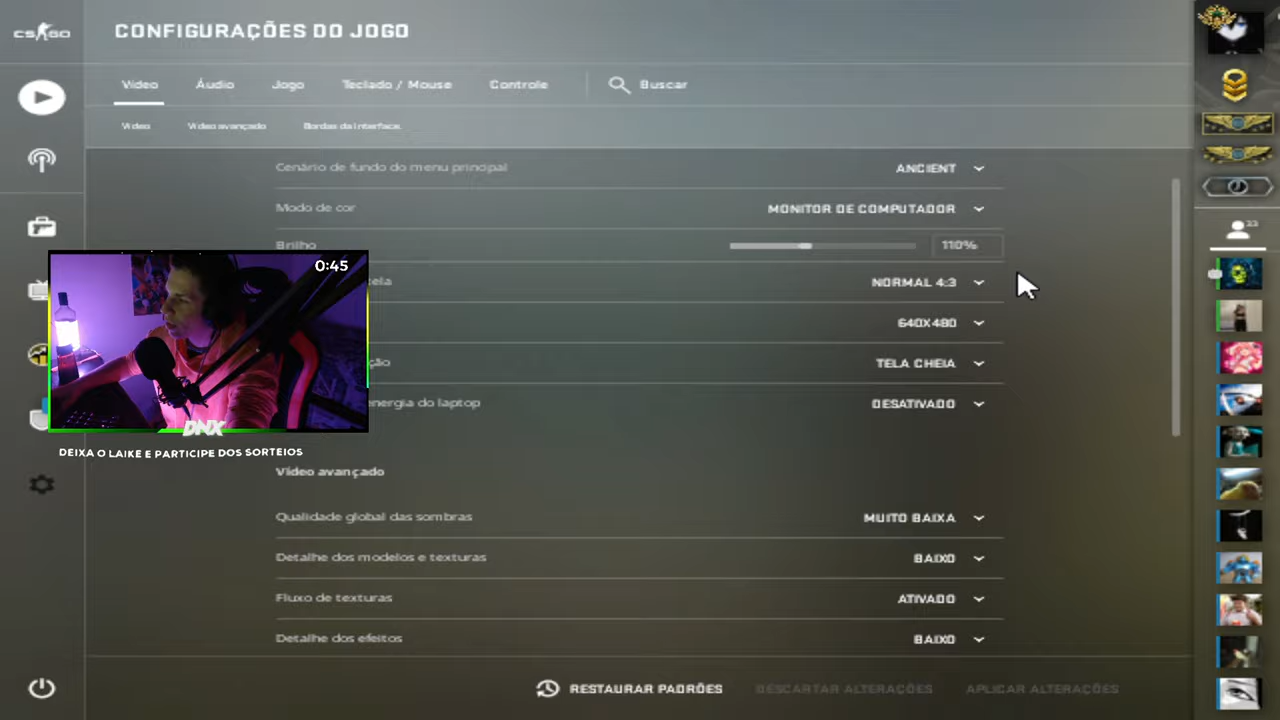 CS GO
CONFIGURAÇÕES DO JOGO
Vídeo
Áudio
Jogo
Teclado / Mouse
Controle
Buscar
Vídeo
Vídeo avançado
Bordas da interface
Cenário de fundo do menu principal
ANCIENT
Modo de cor
MONITOR DE COMPUTADOR
Brilho
110%
ela
NORMAL 4:3
640X480
ção
TELA CHEIA
energia do laptop
DESATIVADO
0:45
DNX
DEIXA O LAIKE E PARTICIPE DOS SORTEIOS
Vídeo avançado
Qualidade global das sombras
MUITO BAIXA
Detalhe dos modelos e texturas
BAIXO
Fluxo de texturas
ATIVADO
Detalhe dos efeitos
BAIXO
RESTAURAR PADRÕES
DESCARTAR ALTERAÇÕES
APLICAR ALTERAÇÕES